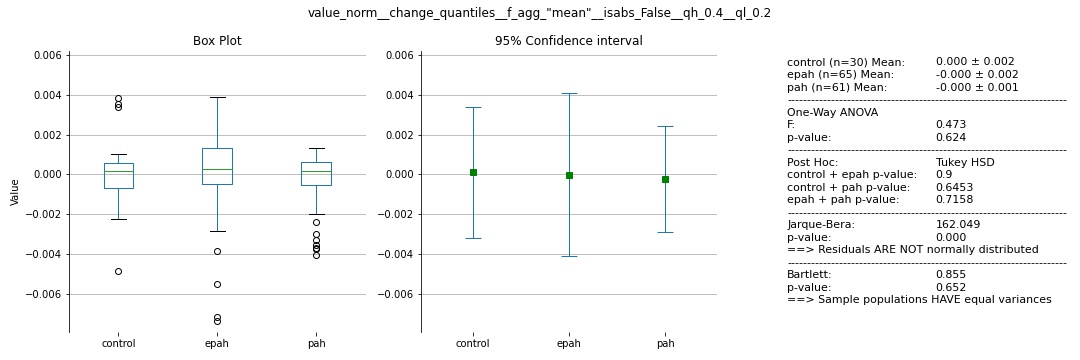 value_norm__change_quantiles__f_agg_"mean"__isabs_False__qh_0.4__ql_0.2
Box Plot
0.006
0.004
0.002
0.000
−0.002
−0.004
−0.006
Value
control epah pah
95% Confidence interval
0.006
0.004
0.002
0.000
−0.002
−0.004
−0.006
control epah pah
control (n=30) Mean: 0.000 ± 0.002
epah (n=65) Mean: -0.000 ± 0.002
pah (n=61) Mean: -0.000 ± 0.001
One-Way ANOVA
F: 0.473
p-value: 0.624
Post Hoc: Tukey HSD
control + epah p-value: 0.9
control + pah p-value: 0.6453
epah + pah p-value: 0.7158
Jarque-Bera: 162.049
p-value: 0.000
==> Residuals ARE NOT normally distributed
Bartlett: 0.855
p-value: 0.652
==> Sample populations HAVE equal variances